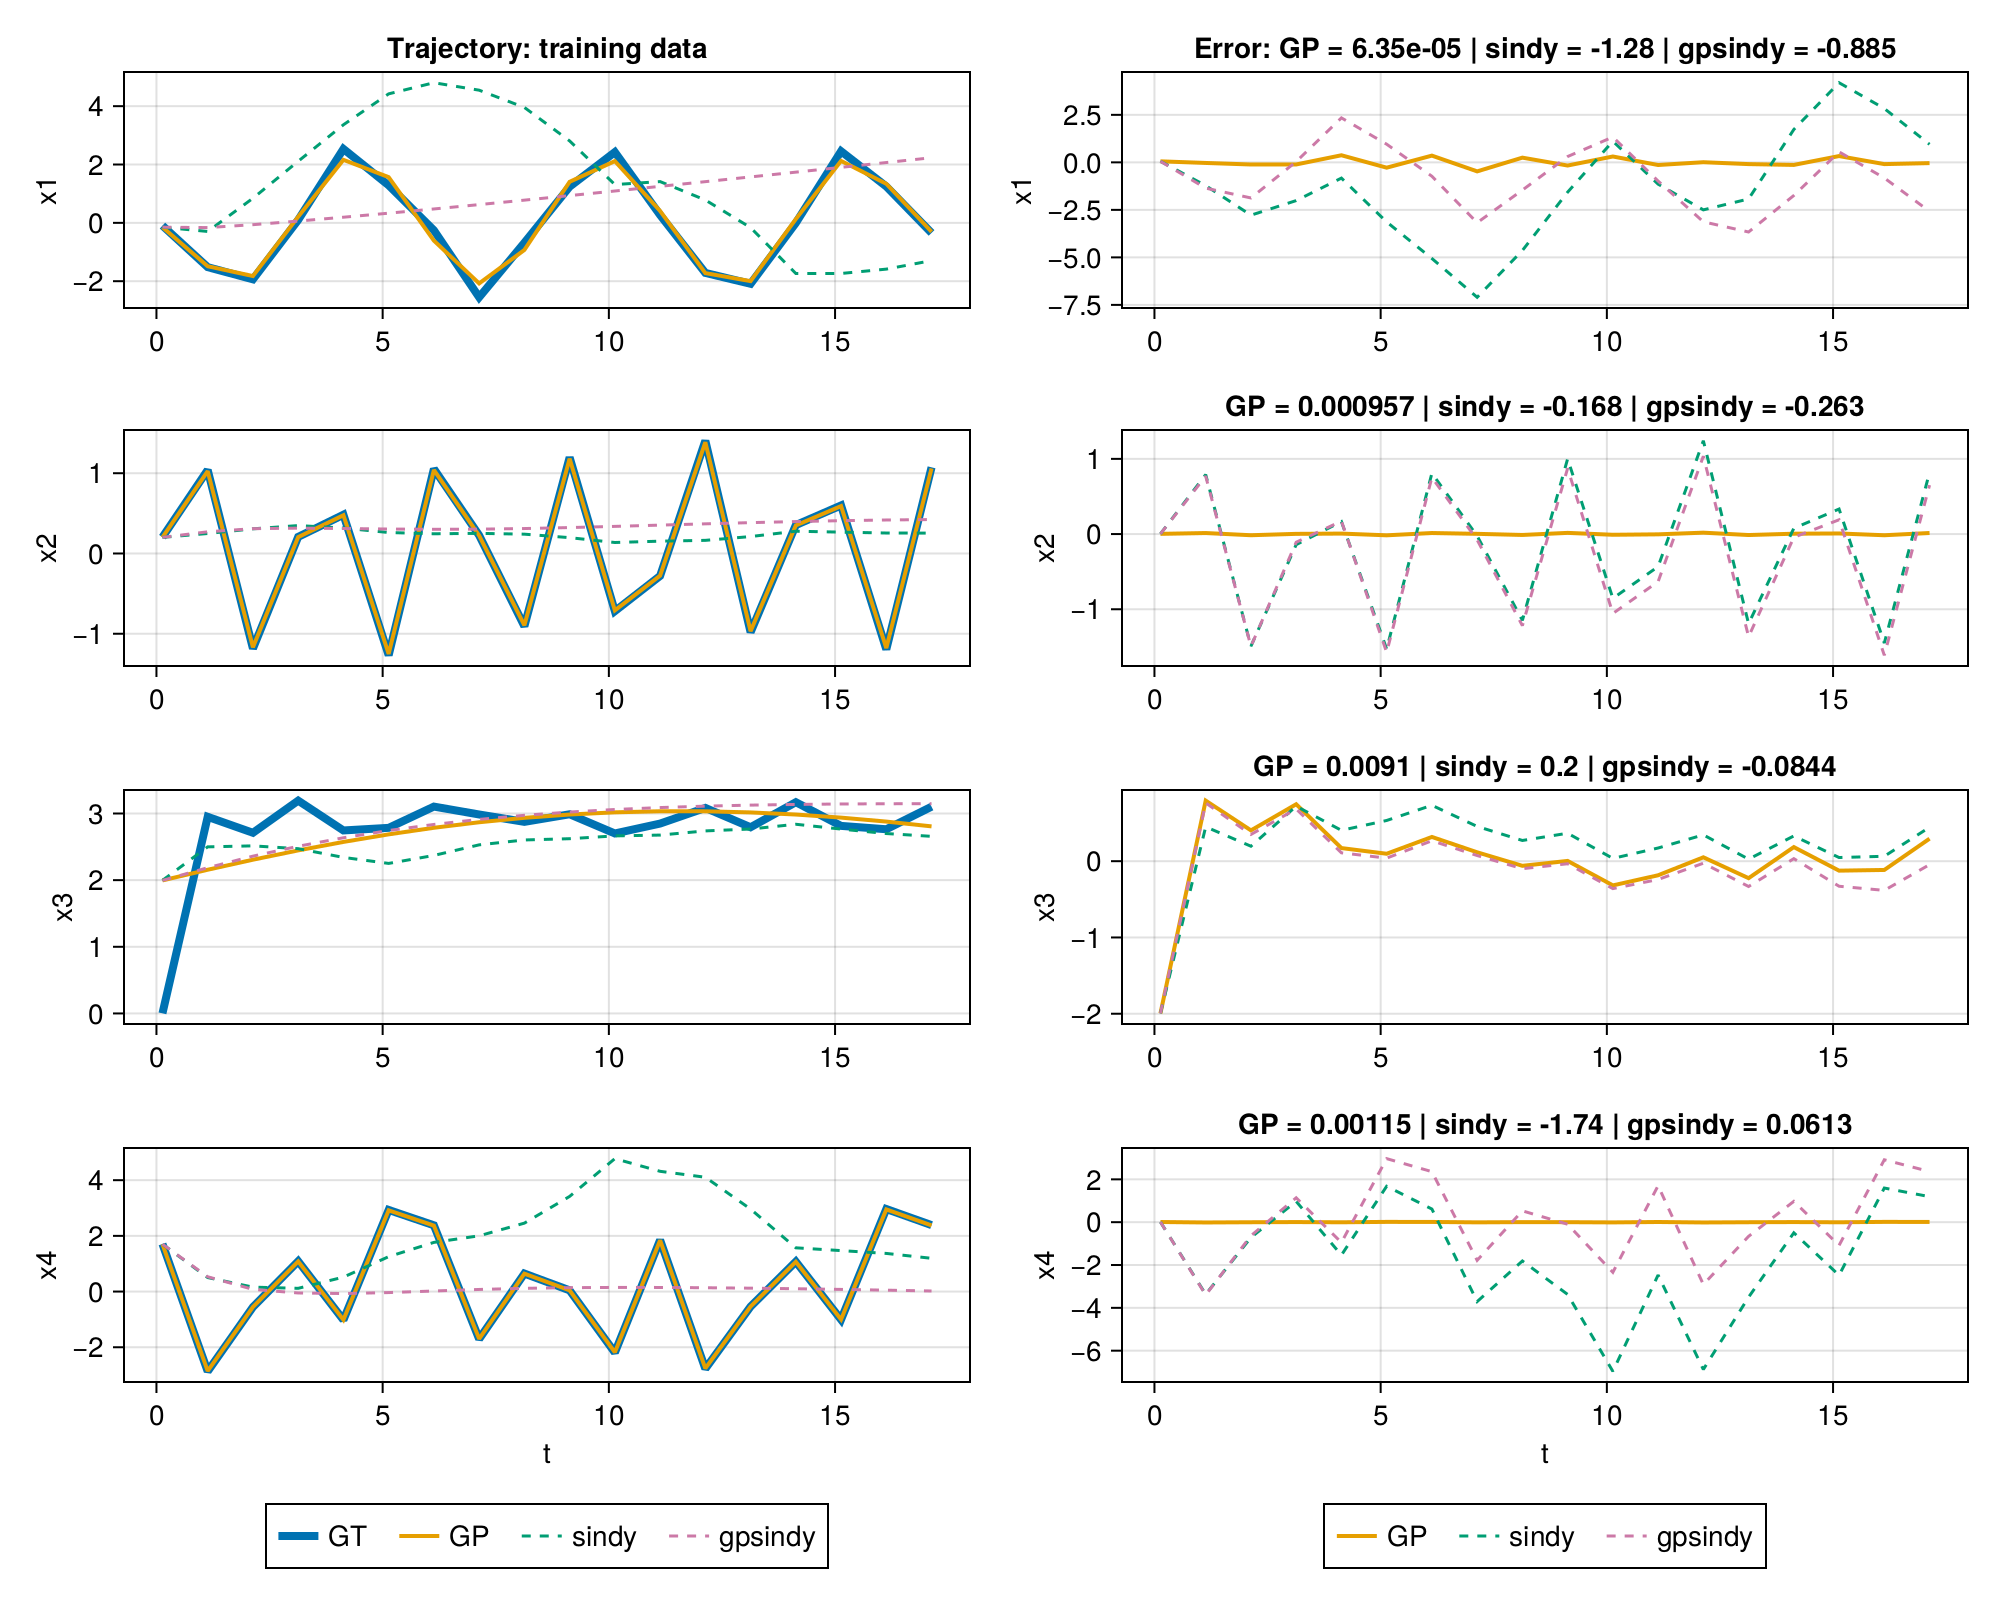 Trajectory: training data
Error: GP = 6.35e-05 | sindy = -1.28 | gpsindy = -0.885
x1
4
2
0
−2
0 5 10 15
x1
2.5
0.0
−2.5
−5.0
−7.5
0 5 10 15
GP = 0.000957 | sindy = -0.168 | gpsindy = -0.263
x2
1
0
−1
0 5 10 15
x2
1
0
−1
0 5 10 15
GP = 0.0091 | sindy = 0.2 | gpsindy = -0.0844
x3
3
2
1
0
0 5 10 15
x3
0
−1
−2
0 5 10 15
GP = 0.00115 | sindy = -1.74 | gpsindy = 0.0613
x4
4
2
0
−2
0 5 10 15
t
x4
2
0
−2
−4
−6
0 5 10 15
t
GT GP sindy gpsindy
GP sindy gpsindy